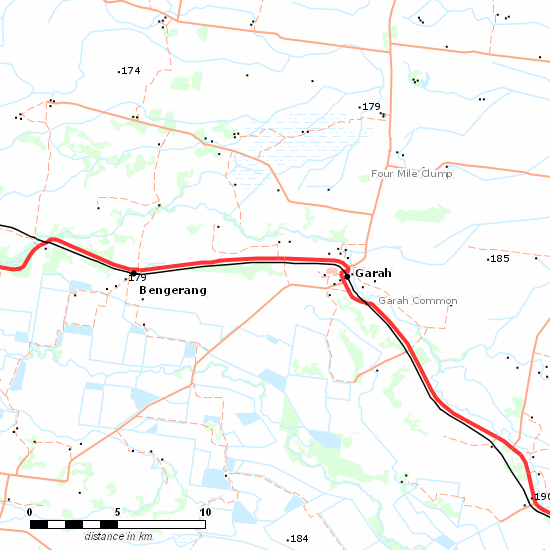 174
179
Four Mile Clump
185
Garah
179
Bengerang
Garah Common
190
0 5 10
distance in km
184